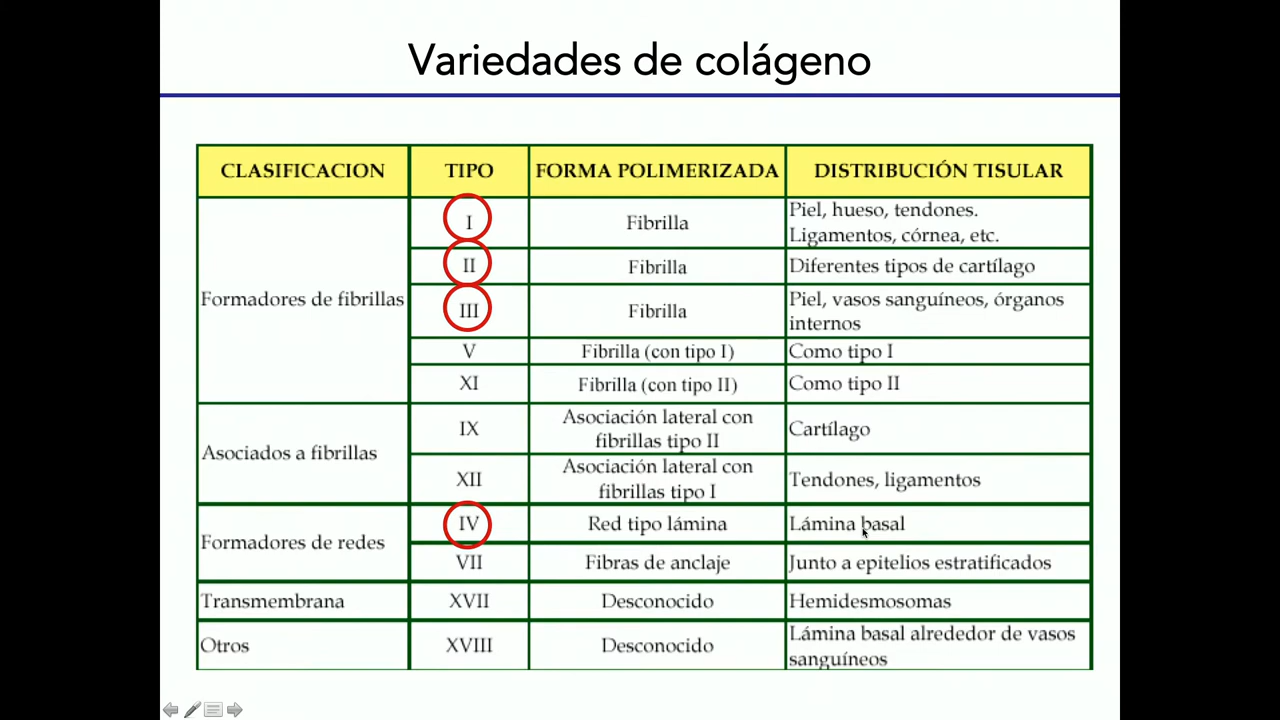 Variedades de colágeno
CLASIFICACION TIPO FORMA POLIMERIZADA DISTRIBUCIÓN TISULAR
Formadores de fibrillas
I Fibrilla Piel, hueso, tendones.
Ligamentos, córnea, etc.
II Fibrilla Diferentes tipos de cartílago
III Fibrilla Piel, vasos sanguíneos, órganos
internos
V Fibrilla (con tipo I) Como tipo I
XI Fibrilla (con tipo II) Como tipo II
Asociados a fibrillas
IX Asociación lateral con
fibrillas tipo II
Cartílago
XII Asociación lateral con
fibrillas tipo I
Tendones, ligamentos
Formadores de redes
IV Red tipo lámina Lámina basal
VII Fibras de anclaje Junto a epitelios estratificados
Transmembrana XVII Desconocido Hemidesmosomas
Otros XVIII Desconocido Lámina basal alrededor de vasos
sanguíneos